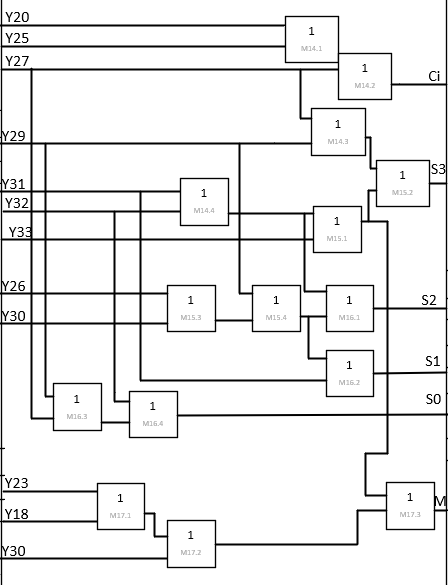 Y20
1
M14.1
Y25
Y27
1
M14.2
Ci
1
M14.3
Y29
S3
1
M15.2
Y31
1
M14.4
Y32
1
M15.1
Y33
Y26
1
M15.3
1
M15.4
1
M16.1
S2
Y30
1
M16.2
S1
1
M16.3
1
M16.4
S0
Y23
1
M17.1
1
M17.3
M
Y18
1
M17.2
Y30